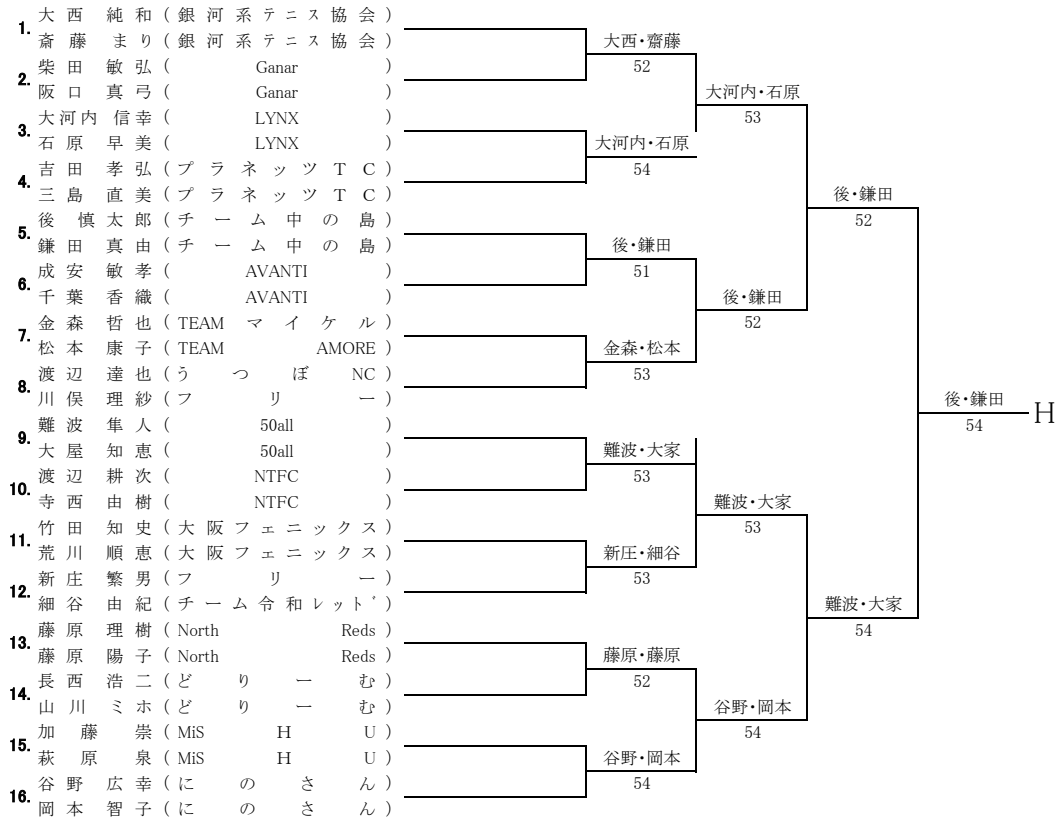 1. 大西 純和 (銀河系テニス協会)
斎藤 まり (銀河系テニス協会)
2. 柴田 敏弘 ( Ganar )
阪口 真弓 ( Ganar )
3. 大河内 信幸 ( LYNX )
石原 早美 ( LYNX )
4. 吉田 孝弘 (プラネッツTC)
三島 直美 (プラネッツTC)
5. 後 慎太郎 (チーム中の島)
鎌田 真由 (チーム中の島)
6. 成安 敏孝 ( AVANTI )
千葉 香織 ( AVANTI )
7. 金森 哲也 (TEAM マイケル)
松本 康子 (TEAM AMORE)
8. 渡辺 達也 (うつぼ NC)
川俣 理紗 (フリー)
9. 難波 隼人 ( 50all )
大屋 知恵 ( 50all )
10. 渡辺 耕次 ( NTFC )
寺西 由樹 ( NTFC )
11. 竹田 知史 (大阪フェニックス)
荒川 順恵 (大阪フェニックス)
12. 新庄 繁男 (フリー)
細谷 由紀 (チーム令和レッド)
13. 藤原 理樹 (North Reds)
藤原 陽子 (North Reds)
14. 長西 浩二 (どりーむ)
山川 ミホ (どりーむ)
15. 加藤 崇 (MiS H U)
萩原 泉 (MiS H U)
16. 谷野 広幸 (にのさん)
岡本 智子 (にのさん)
大西・齋藤
52
大河内・石原
54
後・鎌田
51
金森・松本
53
難波・大家
53
新庄・細谷
53
藤原・藤原
52
谷野・岡本
54
大河内・石原
53
後・鎌田
52
難波・大家
53
谷野・岡本
54
後・鎌田
52
難波・大家
54
後・鎌田
54
H